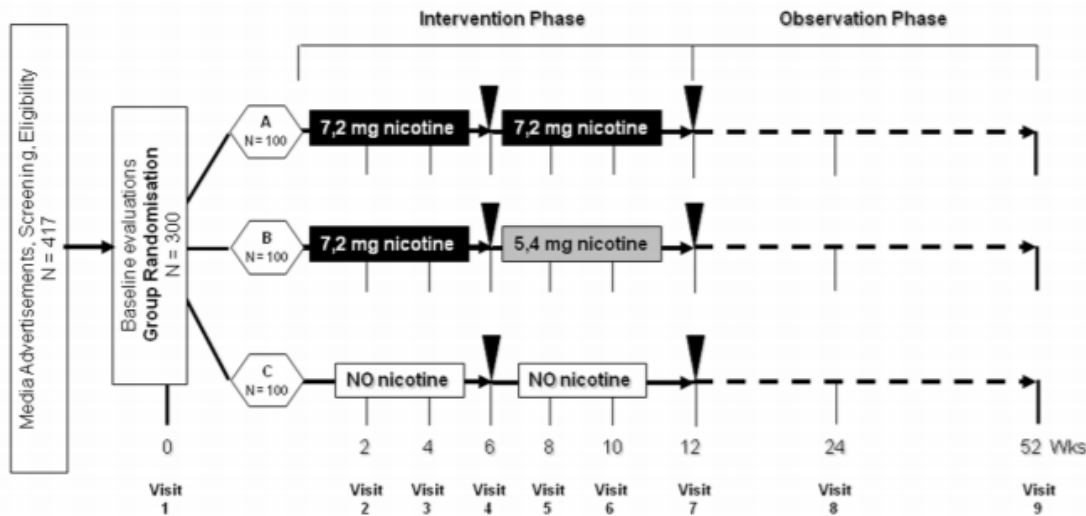 Intervention Phase
Observation Phase
Media Advertisements, Screening, Eligibility
N = 417
Baseline evaluations
Group Randomisation
N = 300
A
N = 100
7,2 mg nicotine
7,2 mg nicotine
B
N = 100
7,2 mg nicotine
5,4 mg nicotine
C
N = 100
NO nicotine
NO nicotine
0 2 4 6 8 10 12 24 52 Wks
Visit Visit Visit Visit Visit Visit Visit Visit Visit
1 2 3 4 5 6 7 8 9